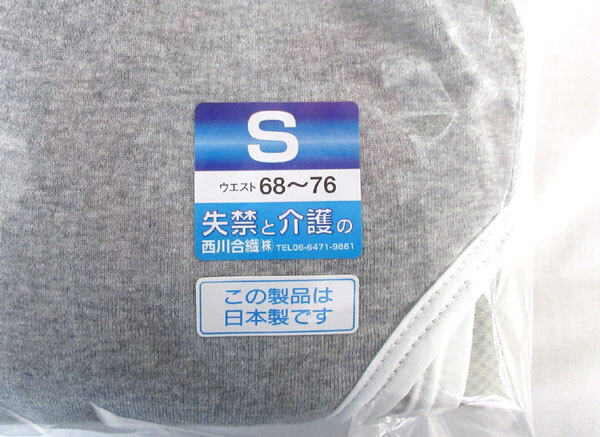 S
ウエスト 68〜76
失禁と介護の
西川合繊㈱ TEL06-6471-9861
この製品は
日本製です